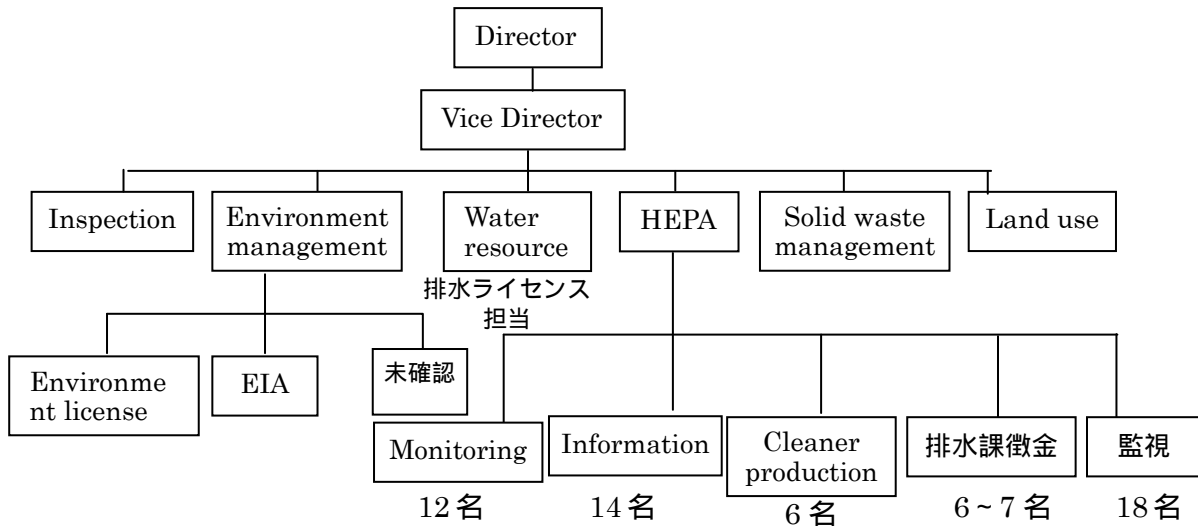 Director
Vice Director
Inspection
Environment
management
Water
resource
HEPA
Solid waste
management
Land use
排水ライセンス
担当
Environme
nt license
EIA
未確認
Monitoring
Information
Cleaner
production
排水課徴金
監視
12 名
14 名
6 名
6~7 名
18 名